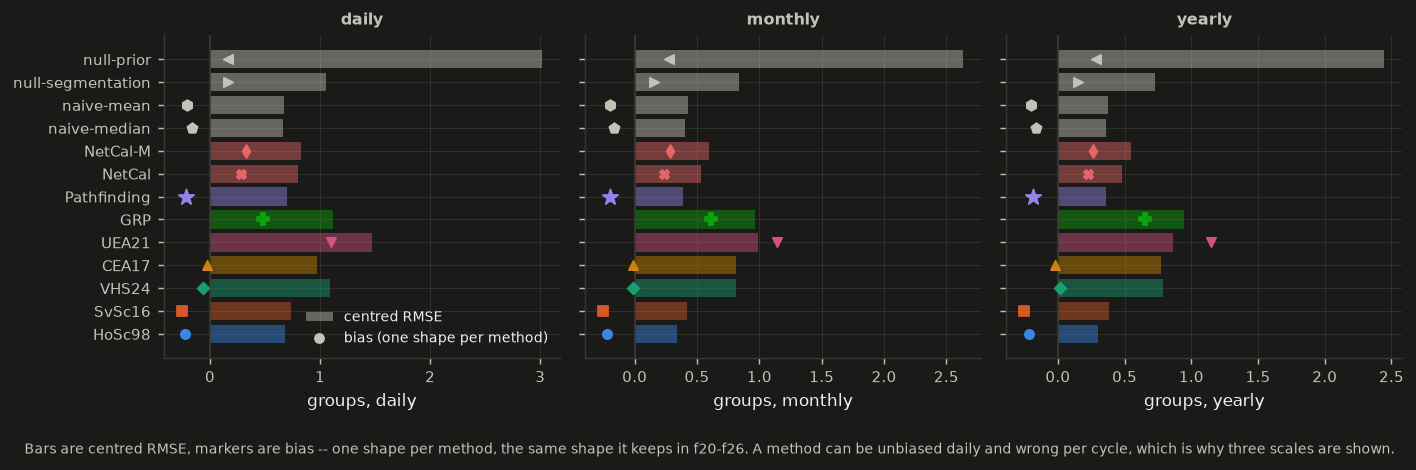 daily
monthly
yearly
null-prior
null-segmentation
naive-mean
naive-median
NetCal-M
NetCal
Pathfinding
GRP
UEA21
CEA17
VHS24
SvSc16
HoSc98
centred RMSE
bias (one shape per method)
0 1 2 3
0.0 0.5 1.0 1.5 2.0 2.5
0.0 0.5 1.0 1.5 2.0 2.5
groups, daily
groups, monthly
groups, yearly
Bars are centred RMSE, markers are bias -- one shape per method, the same shape it keeps in f20-f26. A method can be unbiased daily and wrong per cycle, which is why three scales are shown.